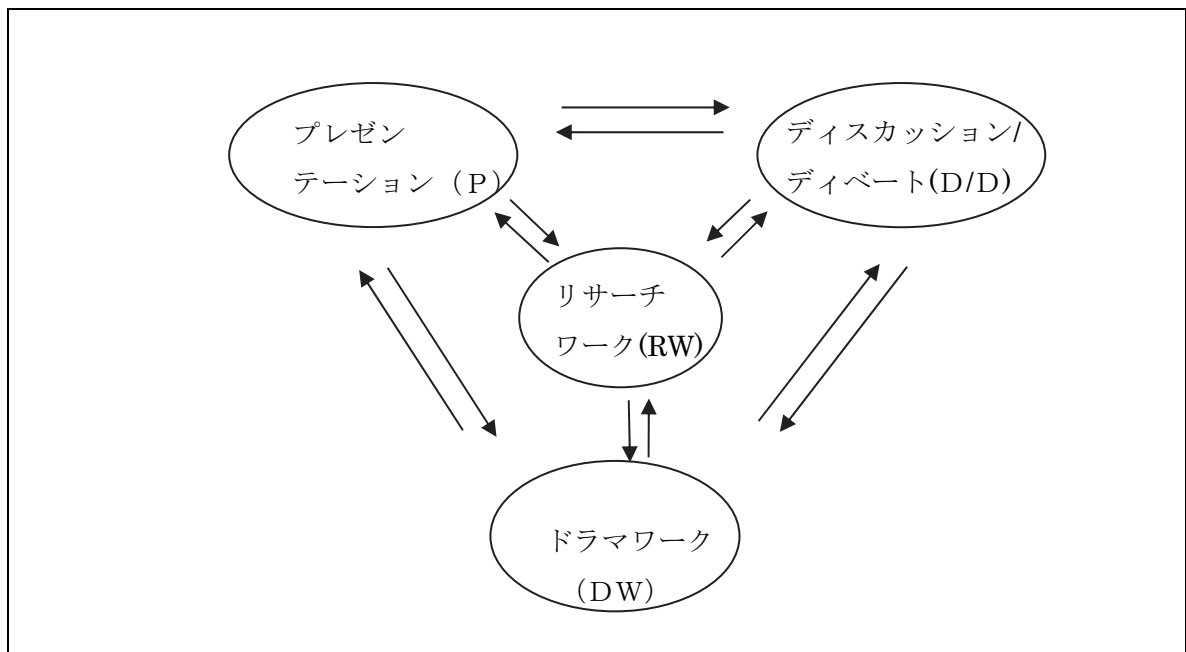 プレゼン
テーション（Ｐ）
ディスカッション/
ディベート(Ｄ/Ｄ)
リサーチ
ワーク(RW)
ドラマワーク
（ＤＷ）